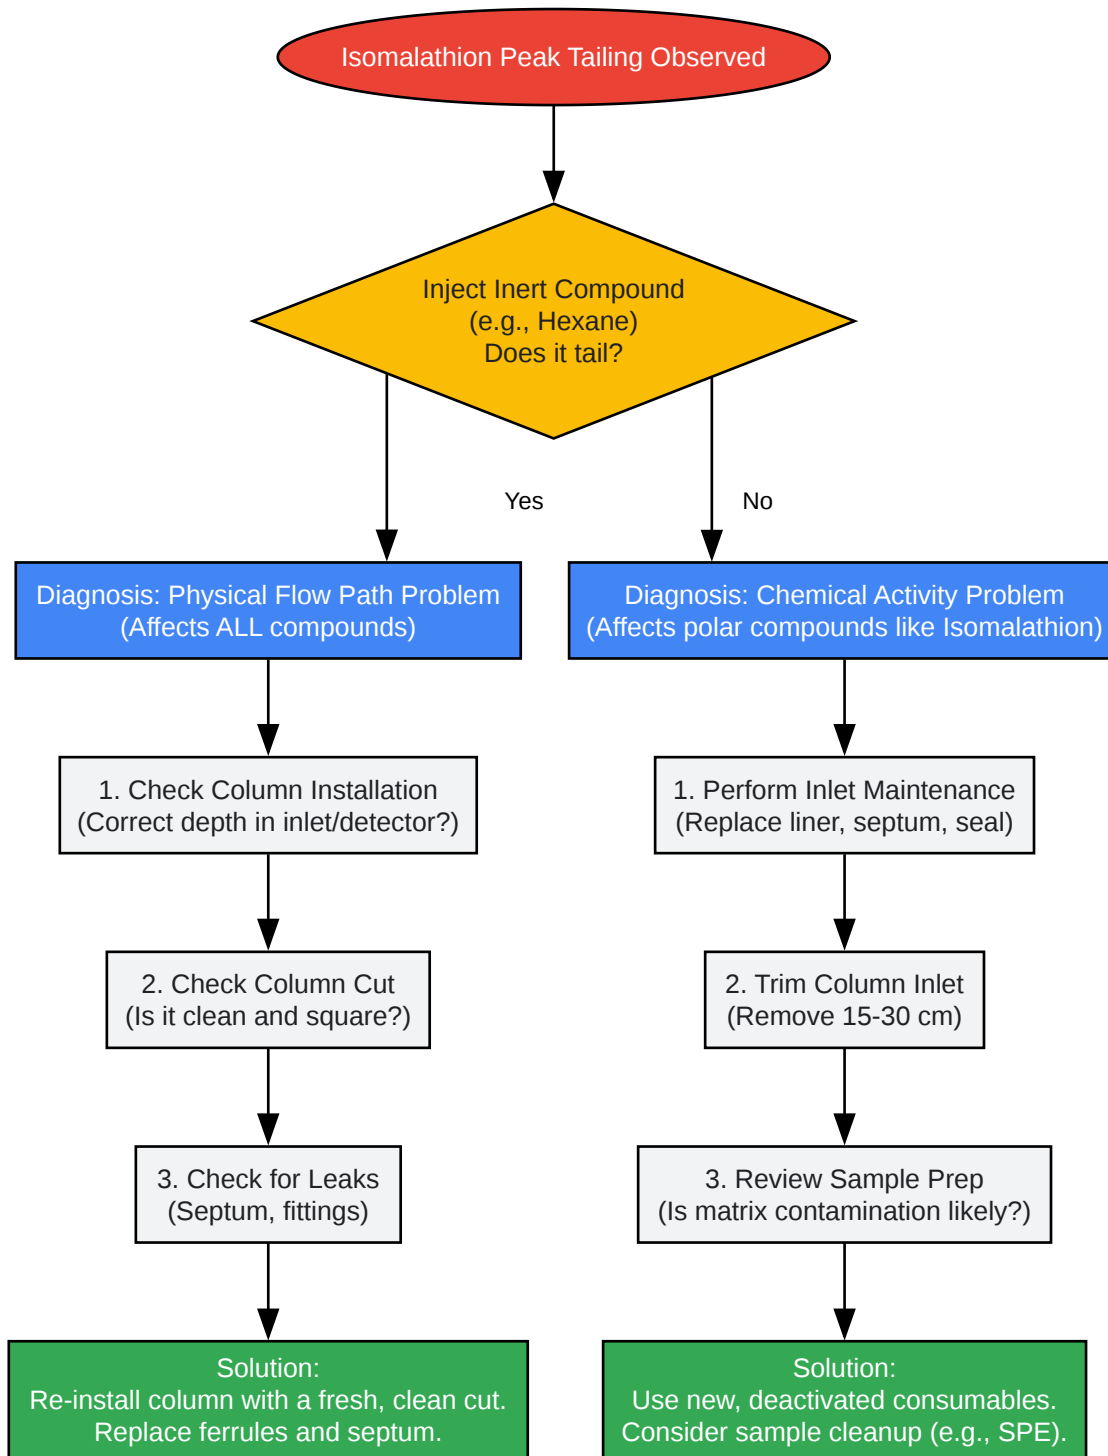 Isomalathion Peak Tailing Observed
Inject Inert Compound
(e.g., Hexane)
Does it tail?
Yes
No
Diagnosis: Physical Flow Path Problem
(Affects ALL compounds)
Diagnosis: Chemical Activity Problem
(Affects polar compounds like Isomalathion)
1. Check Column Installation
(Correct depth in inlet/detector?)
1. Perform Inlet Maintenance
(Replace liner, septum, seal)
2. Check Column Cut
(Is it clean and square?)
2. Trim Column Inlet
(Remove 15-30 cm)
3. Check for Leaks
(Septum, fittings)
3. Review Sample Prep
(Is matrix contamination likely?)
Solution:
Re-install column with a fresh, clean cut.
Replace ferrules and septum.
Solution:
Use new, deactivated consumables.
Consider sample cleanup (e.g., SPE).